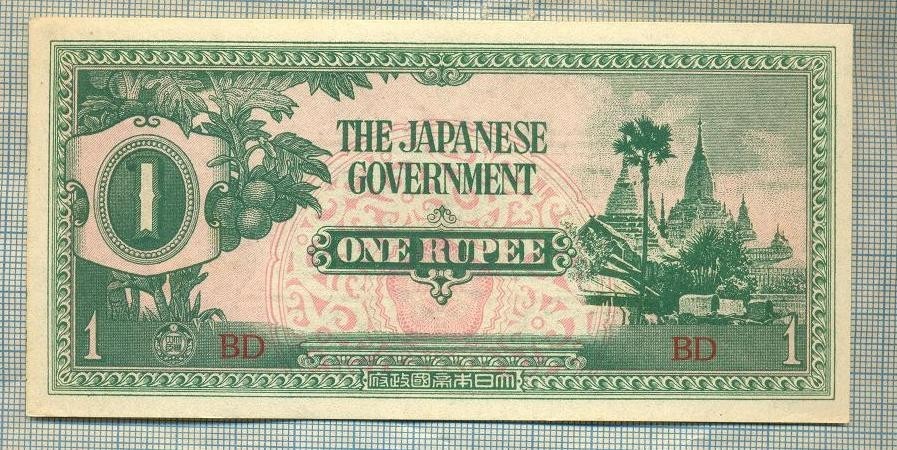 1
THE JAPANESE
GOVERNMENT
ONE RUPEE
1 BD BD 1
府政國帝本日大